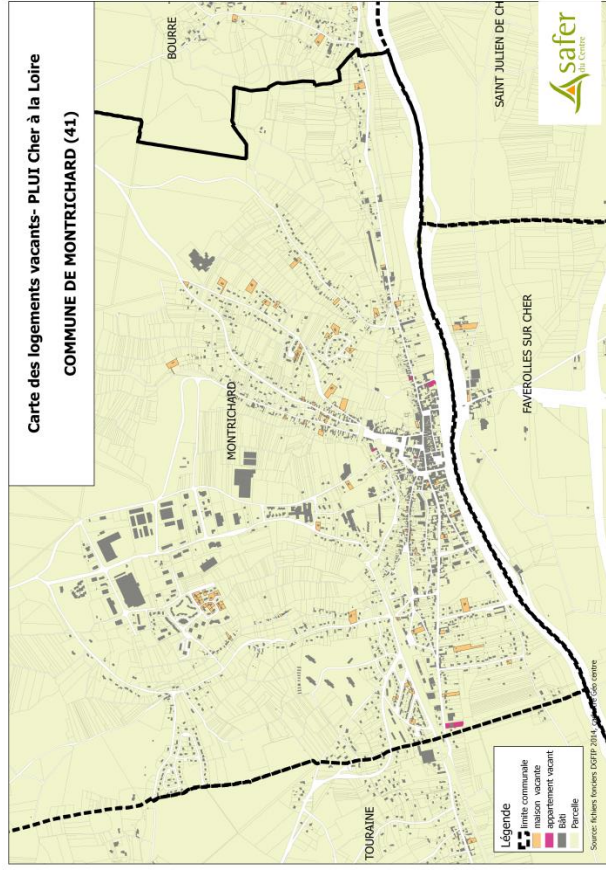 Carte des logements vacants- PLUI Cher à la Loire
COMMUNE DE MONTRICHARD (41)
BOURRE
MONTRICHARD
SAINT JULIEN DE CH
FAVEROLLES SUR CHER
TOURAINE
safer
du Centre
Légende
limite communale
maison vacante
appartement vacant
Bâti
Parcelle
Source: fichiers fonciers DGFIP 2014, Géo centre